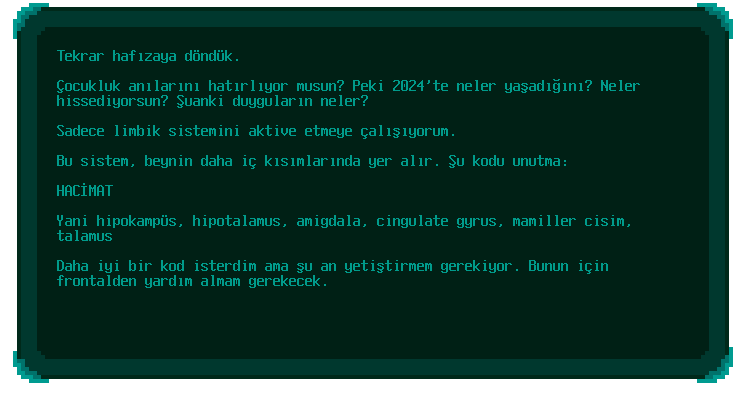 Tekrar hafızaya döndük.
Çocukluk anılarını hatırlıyor musun? Peki 2024'te neler yaşadığını? Neler
hissediyorsun? Şuanki duyguların neler?
Sadece limbik sistemini aktive etmeye çalışıyorum.
Bu sistem, beynin daha iç kısımlarında yer alır. Şu kodu unutma:
HACİMAT
Yani hipokampüs, hipotalamus, amigdala, cingulate gyrus, mamiller cisim,
talamus
Daha iyi bir kod isterdim ama şu an yetiştirmem gerekiyor. Bunun için
frontalden yardım almam gerekecek.